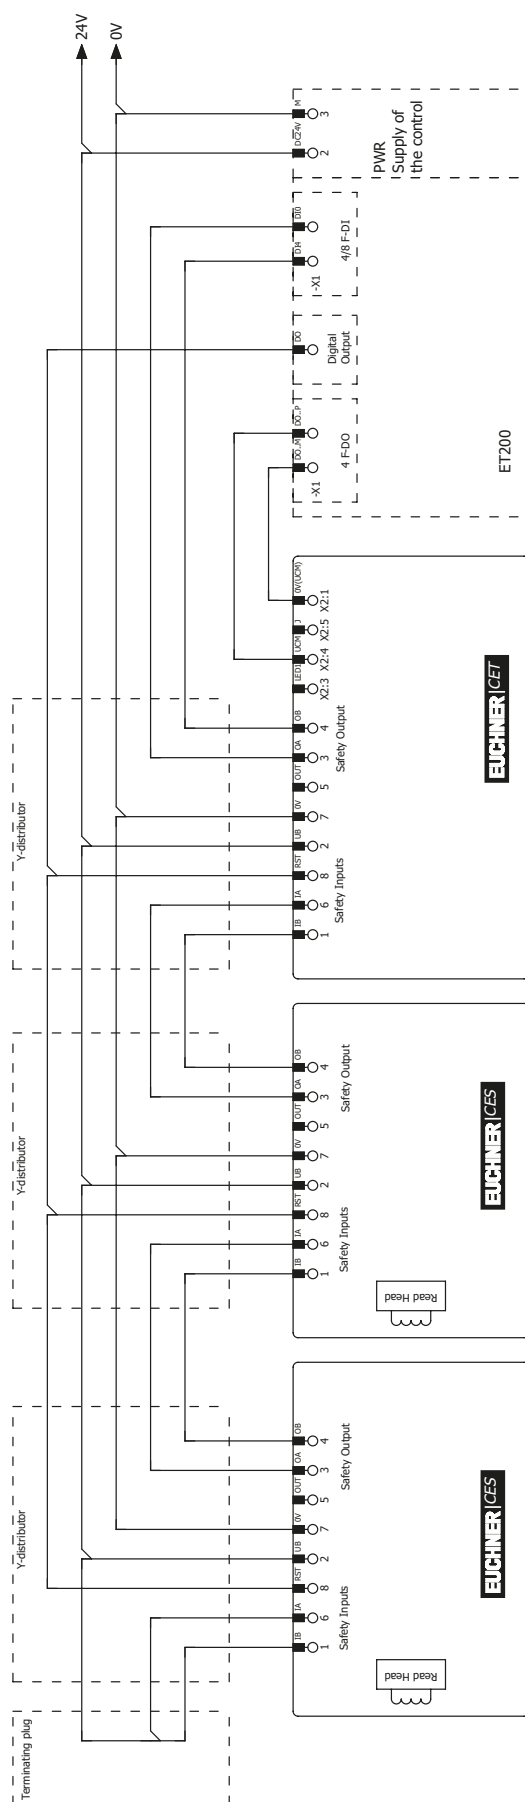 24V
0V
M
3
DC24V
2
PWR
Supply of
the control
DI0
DI4
-X1
4/8 F-DI
DO
Digital
Output
DO..P
DO..M
-X1
4 F-DO
ET200
0V(UCM)
X2:1
J
X2:5
UCM
X2:4
LED1
X2:3
OB
4
OA
3
Safety Output
OUT
5
0V
7
UB
2
RST
8
IA
6
Safety Inputs
IB
1
EUCHNER|CET
Y-distributor
OB
4
OA
3
Safety Output
OUT
5
0V
7
UB
2
RST
8
IA
6
Safety Inputs
IB
1
EUCHNER|CES
Read Head
Y-distributor
OB
4
OA
3
Safety Output
OUT
5
0V
7
UB
2
RST
8
IA
6
Safety Inputs
IB
1
EUCHNER|CES
Read Head
Y-distributor
Terminating plug